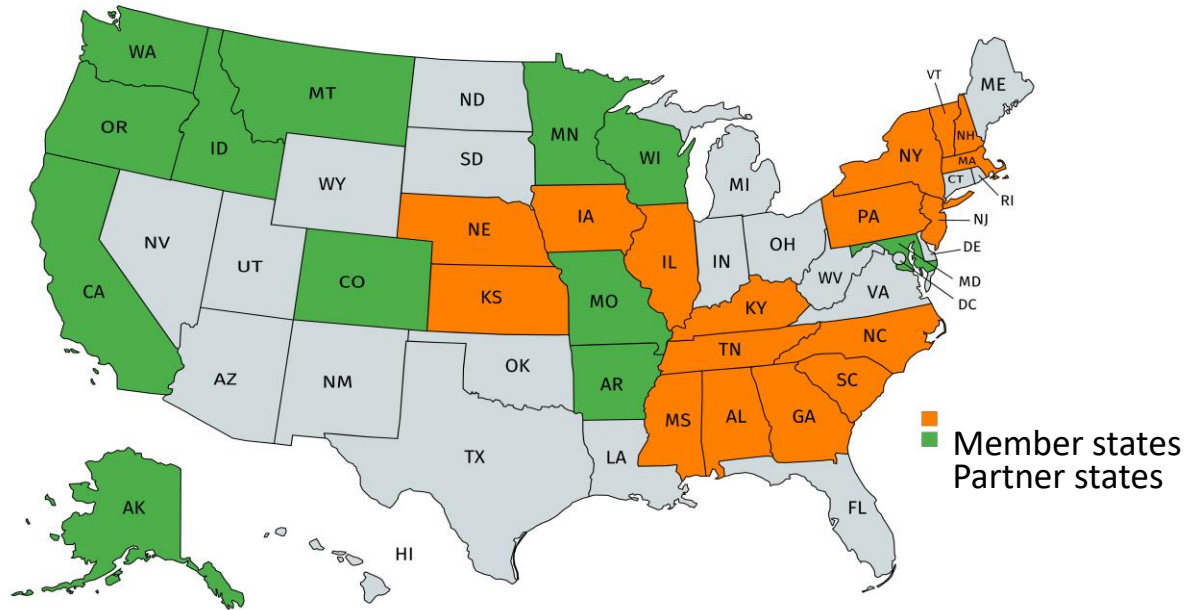 WA
MT
ND
MN
OR
ID
SD
WI
WY
MI
VT
ME
NH
NY
MA
CT
RI
NV
UT
CO
CA
NE
IA
IL
IN
OH
PA
NJ
DE
MD
DC
WV
VA
KS
MO
KY
AZ
NM
OK
AR
TN
NC
SC
MS
AL
GA
TX
LA
FL
AK
HI
Member states
Partner states